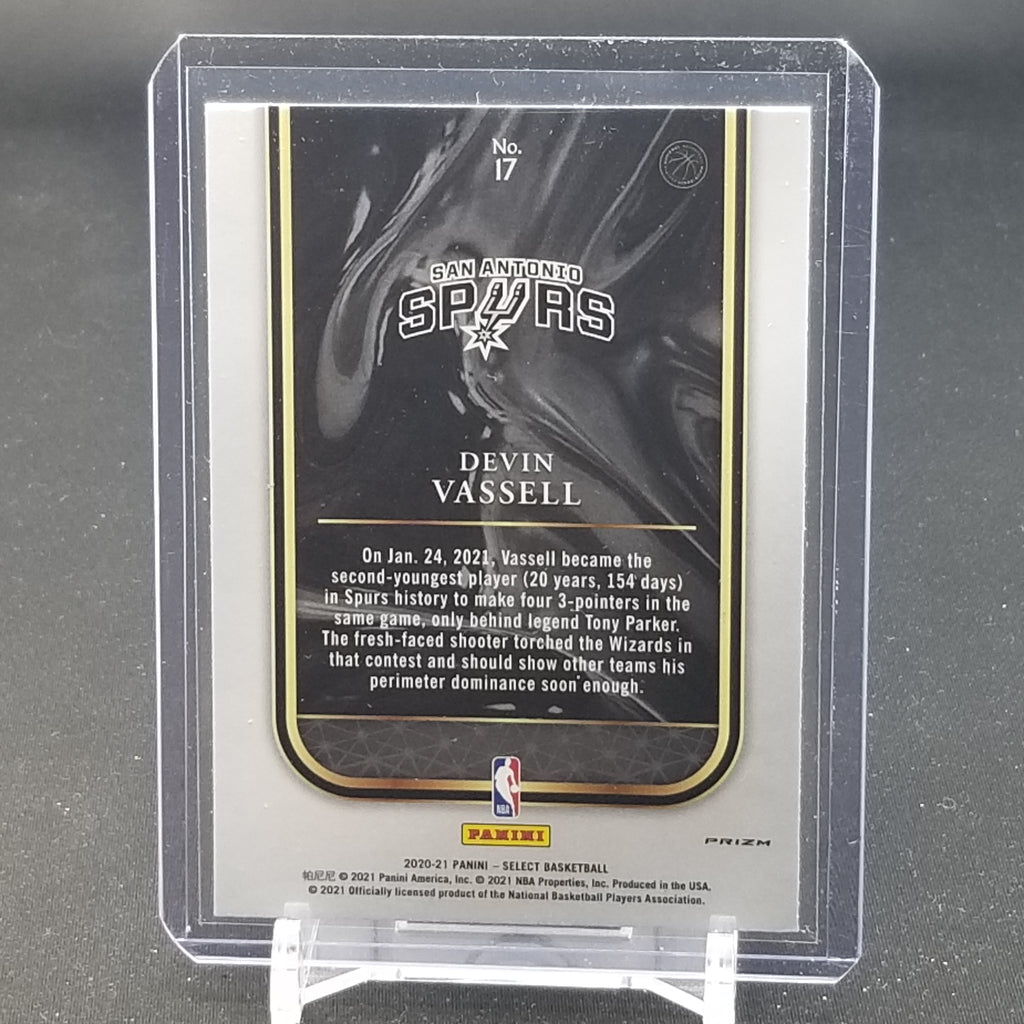 No.
17
SAN ANTONIO
SPURS
DEVIN
VASSELL
On Jan. 24, 2021, Vassell became the
second-youngest player (20 years, 154 days)
in Spurs history to make four 3-pointers in the
same game, only behind legend Tony Parker.
The fresh-faced shooter torched the Wizards in
that contest and should show other teams his
perimeter dominance soon enough.
NBA
PANINI
PRIZM
2020-21 PANINI – SELECT BASKETBALL
帕尼尼 © 2021 Panini America, Inc. © 2021 NBA Properties, Inc. Produced in the USA.
© 2021 Officially licensed product of the National Basketball Players Association.